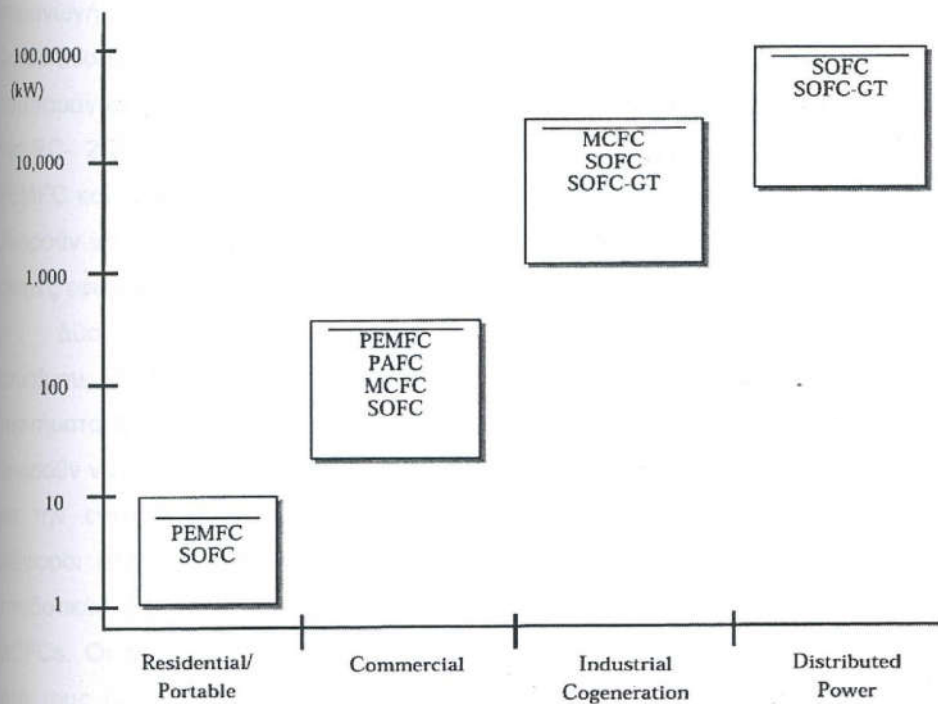 100,0000
(kW)
10,000
1,000
100
10
1
PEMFC
SOFC
PEMFC
PAFC
MCFC
SOFC
MCFC
SOFC
SOFC-GT
SOFC
SOFC-GT
Residential/
Portable
Commercial
Industrial
Cogeneration
Distributed
Power